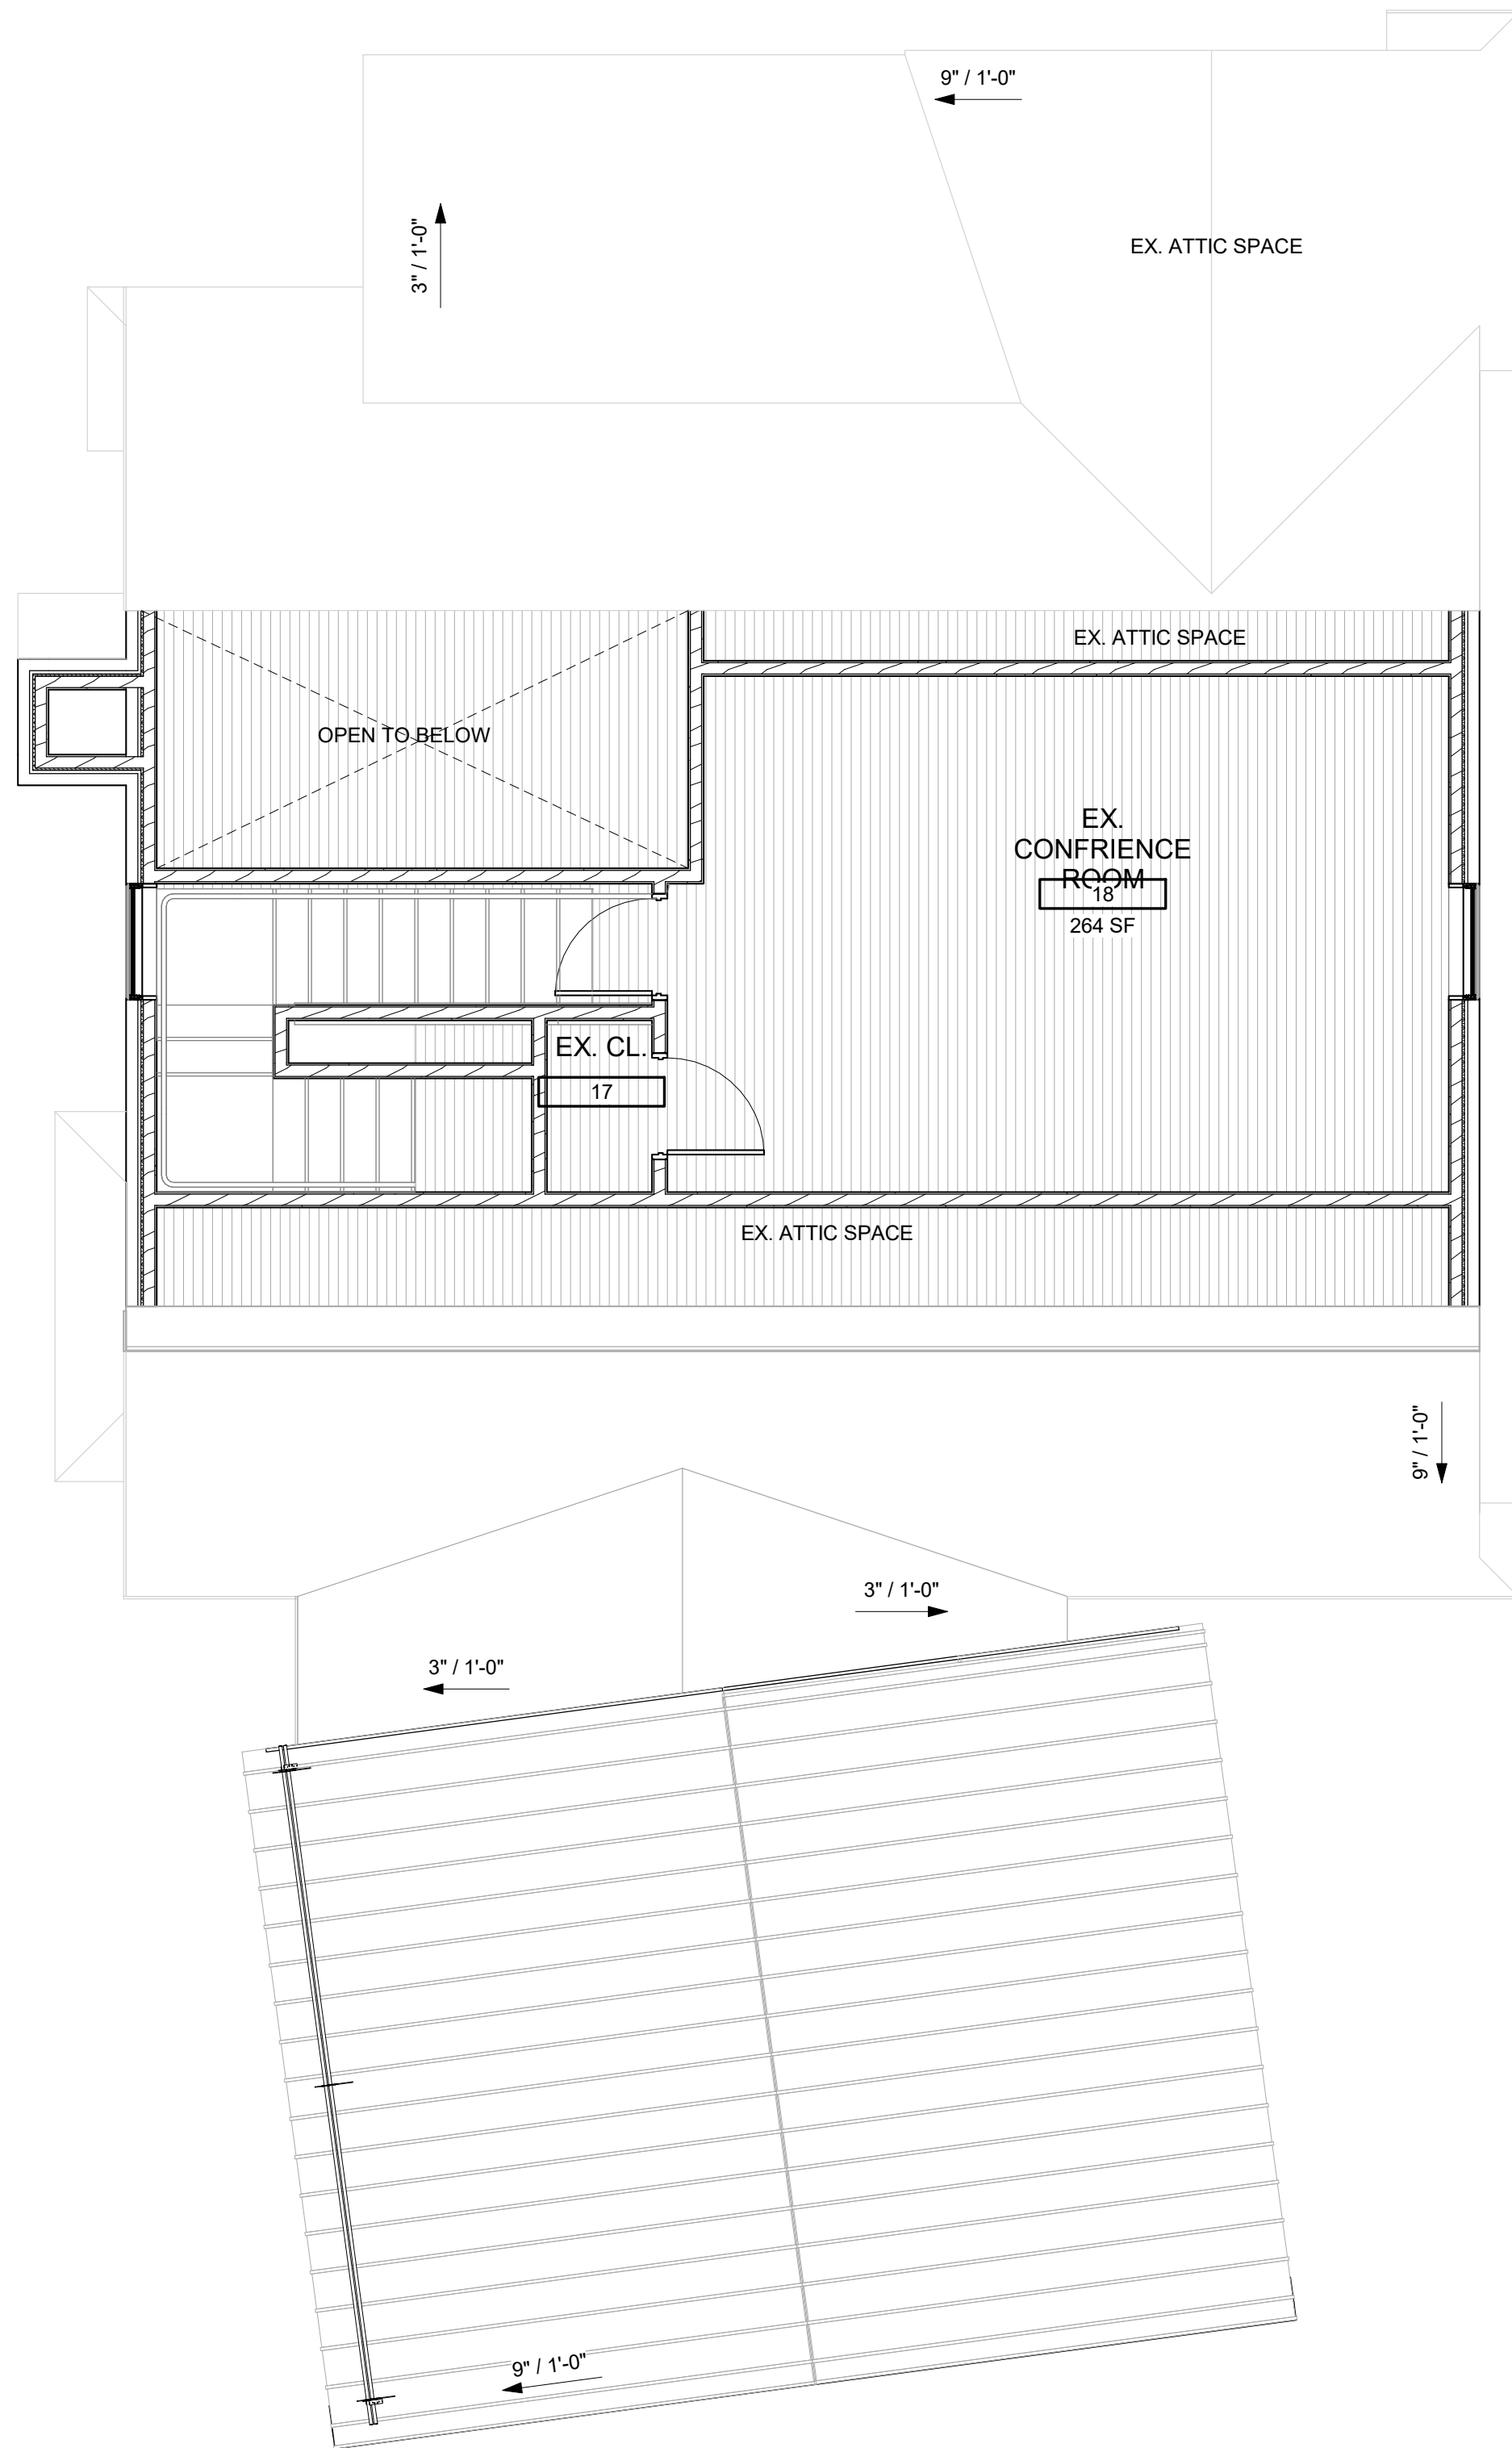 9" / 1'-0"
3" / 1'-0"
EX. ATTIC SPACE
EX. ATTIC SPACE
OPEN TO BELOW
EX.
CONFRIENCE
ROOM
18
264 SF
EX. CL.
17
EX. ATTIC SPACE
9" / 1'-0"
3" / 1'-0"
3" / 1'-0"
9" / 1'-0"